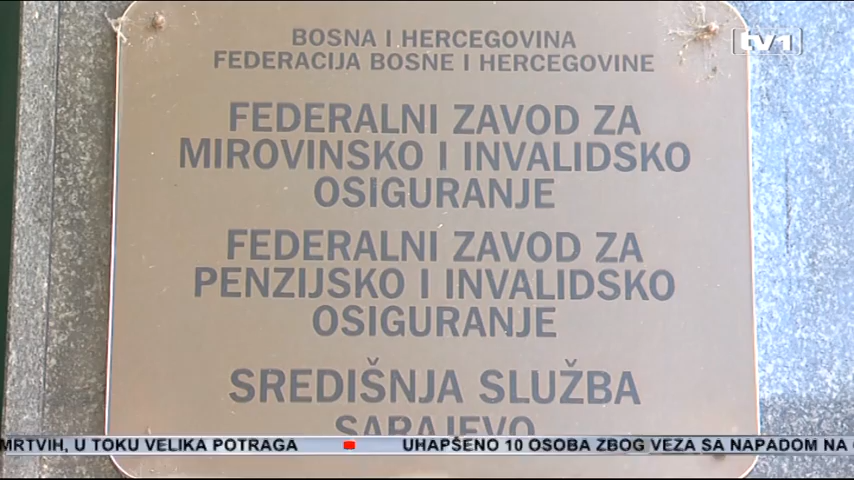 BOSNA I HERCEGOVINA
FEDERACIJA BOSNE I HERCEGOVINE
tv1
FEDERALNI ZAVOD ZA
MIROVINSKO I INVALIDSKO
OSIGURANJE
FEDERALNI ZAVOD ZA
PENZIJSKO I INVALIDSKO
OSIGURANJE
SREDIŠNJA SLUŽBA
SARAJEVO
MRTVIH, U TOKU VELIKA POTRAGA UHAPŠENO 10 OSOBA ZBOG VEZA SA NAPADOM NA